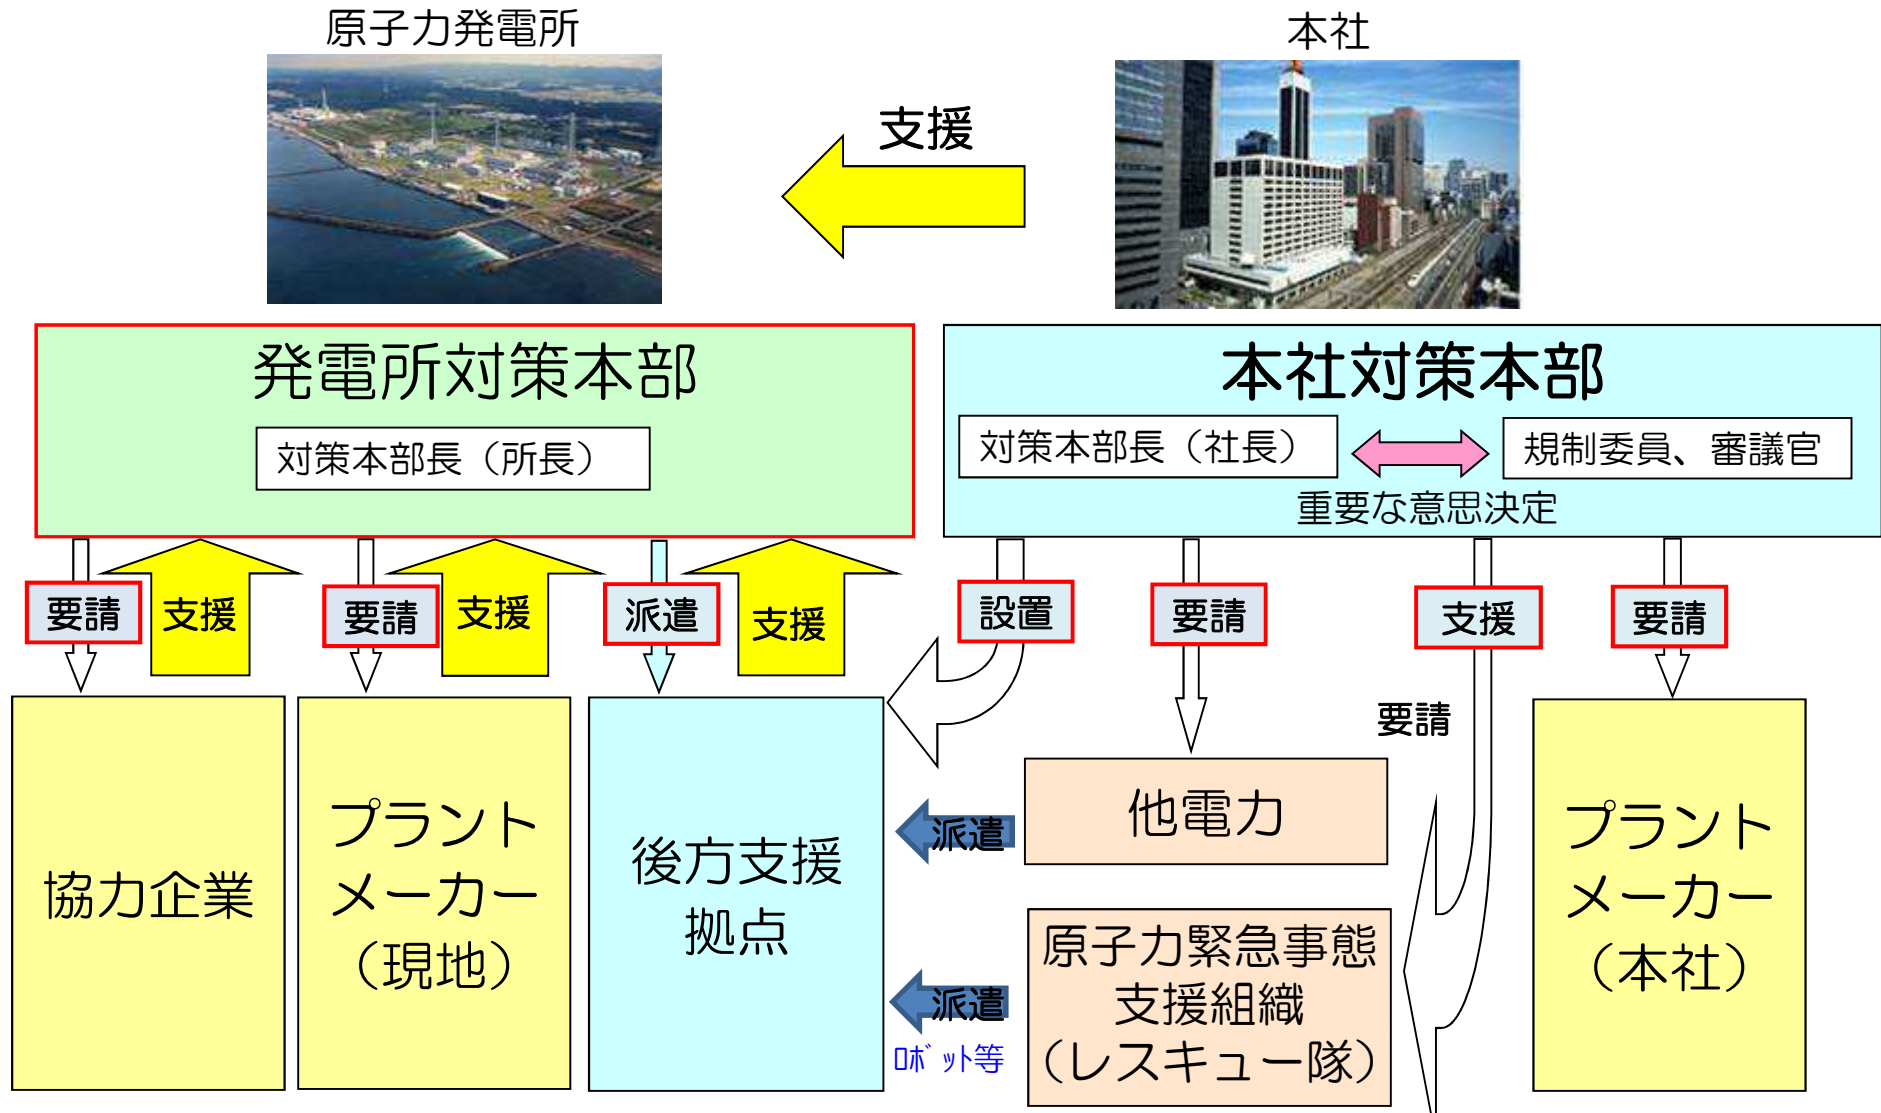 原子力発電所
本社
支援
発電所対策本部
対策本部長（所長）
本社対策本部
対策本部長（社長）
規制委員、審議官
重要な意思決定
要請
支援
要請
支援
派遣
支援
設置
要請
支援
要請
要請
協力企業
プラント
メーカー
（現地）
後方支援
拠点
派遣
他電力
派遣
ﾛﾎﾞｯﾄ等
原子力緊急事態
支援組織
（レスキュー隊）
プラント
メーカー
（本社）